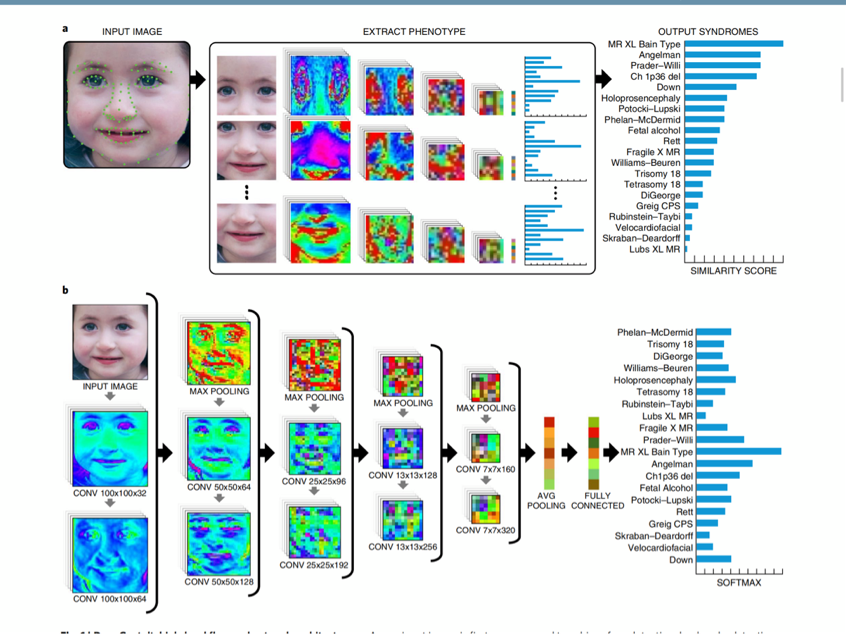 a
INPUT IMAGE
EXTRACT PHENOTYPE
OUTPUT SYNDROMES
MR XL Bain Type
Angelman
Prader–Willi
Ch 1p36 del
Down
Holoprosencephaly
Potocki–Lupski
Phelan–McDermid
Fetal alcohol
Rett
Fragile X MR
Williams–Beuren
Trisomy 18
Tetrasomy 18
DiGeorge
Greig CPS
Rubinstein–Taybi
Velocardiofacial
Skraban–Deardorff
Lubs XL MR
SIMILARITY SCORE
b
INPUT IMAGE
CONV 100x100x32
CONV 100x100x64
MAX POOLING
CONV 50x50x64
CONV 50x50x128
MAX POOLING
CONV 25x25x96
CONV 25x25x192
MAX POOLING
CONV 13x13x128
CONV 13x13x256
MAX POOLING
CONV 7x7x160
CONV 7x7x320
AVG
POOLING
FULLY
CONNECTED
Phelan–McDermid
Trisomy 18
DiGeorge
Williams–Beuren
Holoprosencephaly
Tetrasomy 18
Rubinstein–Taybi
Lubs XL MR
Fragile X MR
Prader–Willi
MR XL Bain Type
Angelman
Ch1p36 del
Fetal Alcohol
Potocki–Lupski
Rett
Greig CPS
Skraban–Deardorff
Velocardiofacial
Down
SOFTMAX